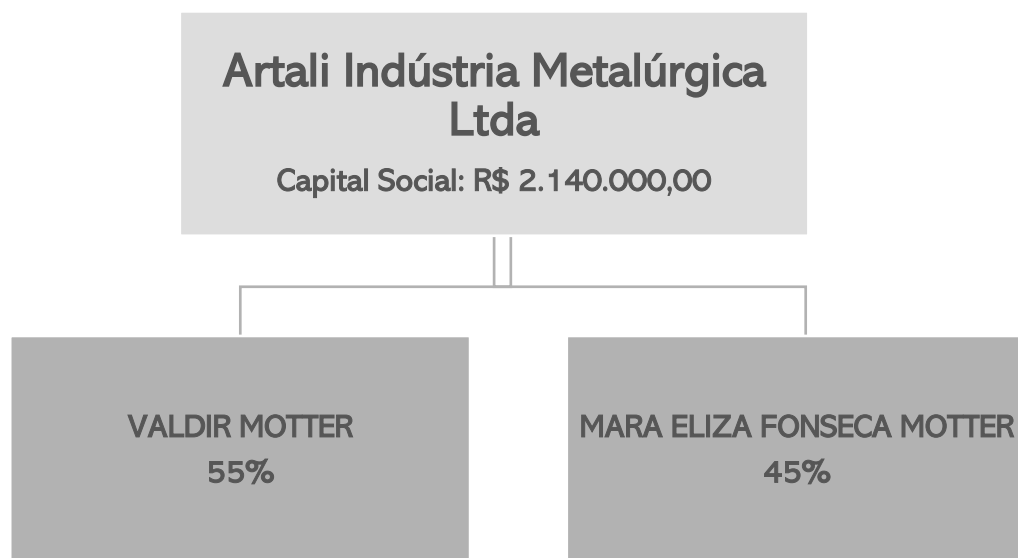 Artali Indústria Metalúrgica
Ltda
Capital Social: R$ 2.140.000,00
VALDIR MOTTER
55%
MARA ELIZA FONSECA MOTTER
45%